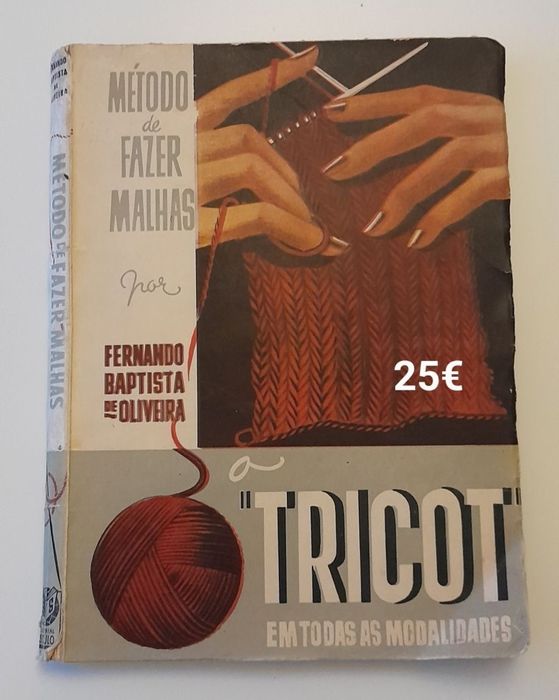 MÉTODO
de
FAZER
MALHAS
por
FERNANDO
BAPTISTA
DE OLIVEIRA
25€
a
"TRICOT"
EM TODAS AS MODALIDADES
MÉTODO DE FAZER MALHAS